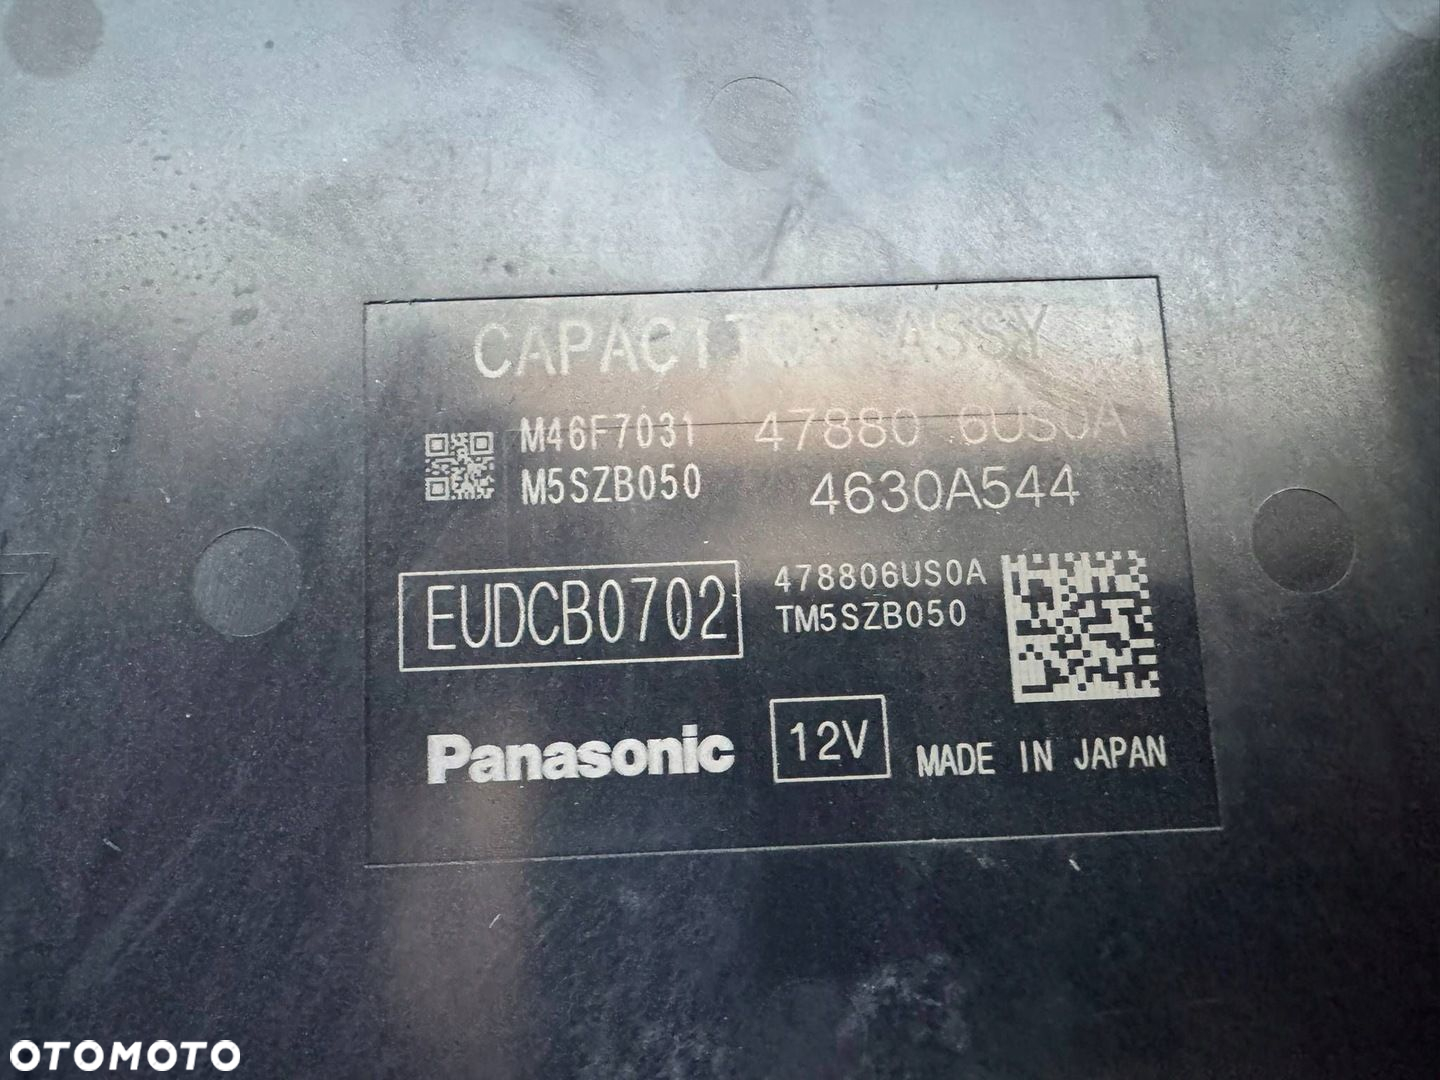 CAPACITOR ASSY
M46F7031 47880 6US0A
M5SZB050 4630A544
EUDCB0702
478806US0A
TM5SZB050
Panasonic 12V MADE IN JAPAN
OTOMOTO